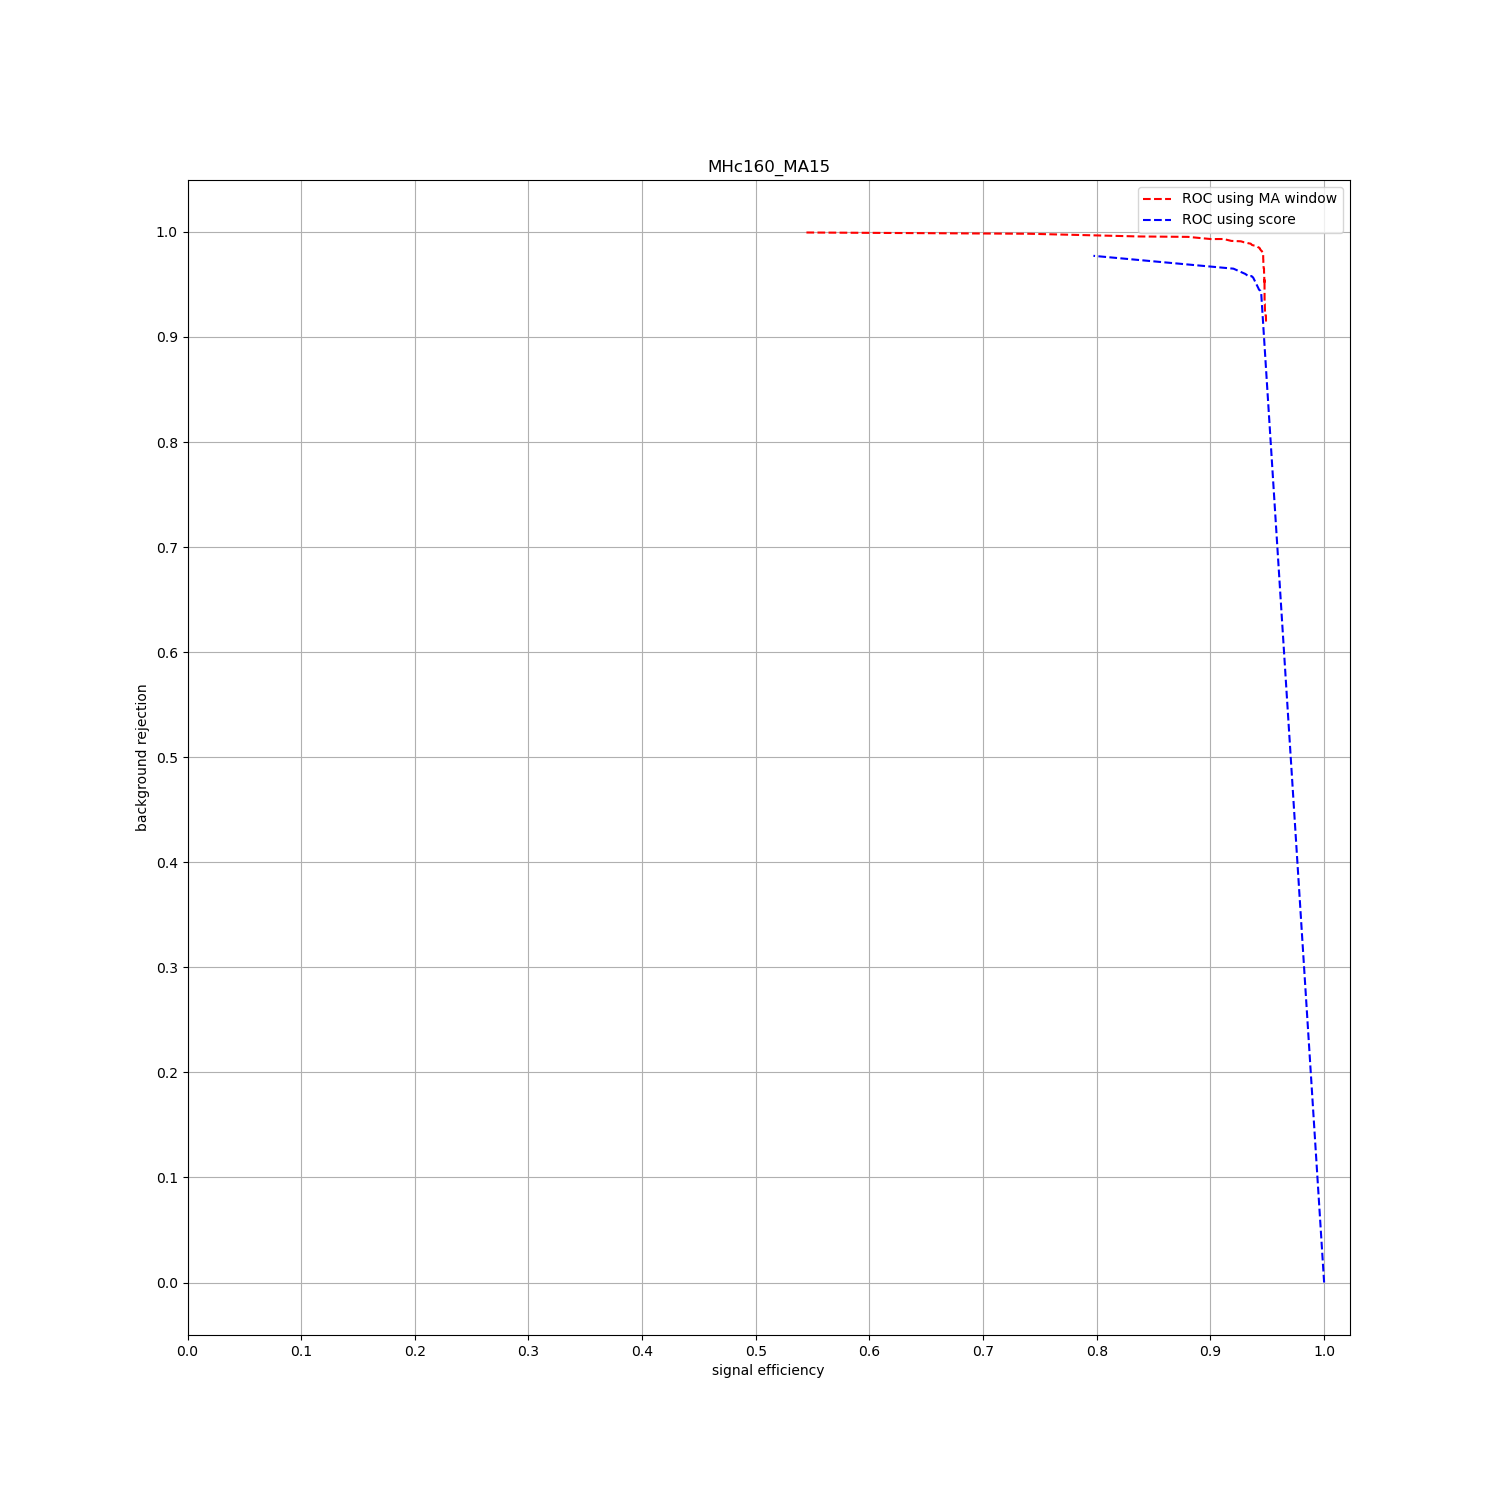 MHc160_MA15
ROC using MA window
ROC using score
1.0
0.9
0.8
0.7
0.6
0.5
0.4
0.3
0.2
0.1
0.0
background rejection
0.0 0.1 0.2 0.3 0.4 0.5 0.6 0.7 0.8 0.9 1.0
signal efficiency